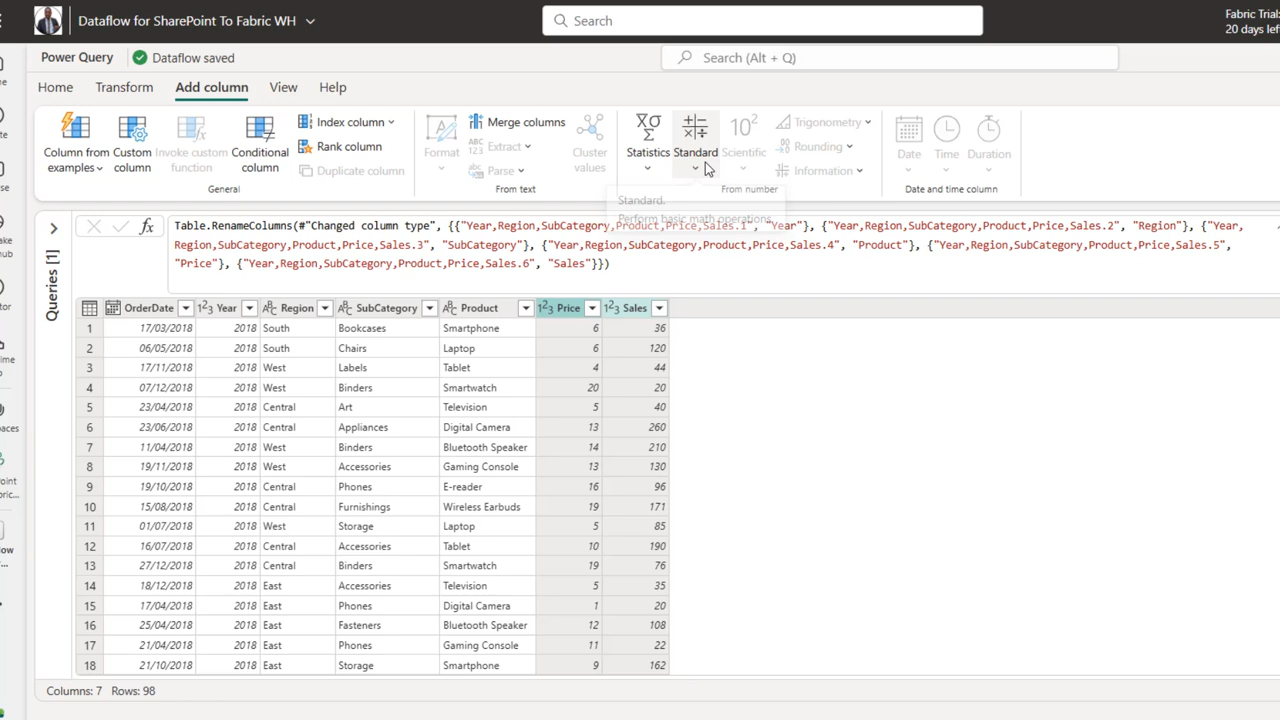 Dataflow for SharePoint To Fabric WH
Search
Fabric Trial:
20 days left
Power Query
Dataflow saved
Search (Alt + Q)
Home Transform Add column View Help
Column from examples
Custom column
Invoke custom function
Conditional column
Index column
Rank column
Duplicate column
General
Format
Merge columns
ABC 123 Extract
abc Parse
Cluster values
From text
Statistics
Standard
Scientific
Trigonometry
Rounding
Information
From number
Date
Time
Duration
Date and time column
Standard.
Perform basic math operations.
Table.RenameColumns(#"Changed column type", {{"Year,Region,SubCategory,Product,Price,Sales.1", "Year"}, {"Year,Region,SubCategory,Product,Price,Sales.2", "Region"}, {"Year,
Region,SubCategory,Product,Price,Sales.3", "SubCategory"}, {"Year,Region,SubCategory,Product,Price,Sales.4", "Product"}, {"Year,Region,SubCategory,Product,Price,Sales.5",
"Price"}, {"Year,Region,SubCategory,Product,Price,Sales.6", "Sales"}})
Queries [1]
OrderDate Year Region SubCategory Product Price Sales
1 17/03/2018 2018 South Bookcases Smartphone 6 36
2 06/05/2018 2018 South Chairs Laptop 6 120
3 17/11/2018 2018 West Labels Tablet 4 44
4 07/12/2018 2018 West Binders Smartwatch 20 20
5 23/04/2018 2018 Central Art Television 5 40
6 23/06/2018 2018 Central Appliances Digital Camera 13 260
7 11/04/2018 2018 West Binders Bluetooth Speaker 14 210
8 19/11/2018 2018 West Accessories Gaming Console 13 130
9 19/10/2018 2018 Central Phones E-reader 16 96
10 15/08/2018 2018 Central Furnishings Wireless Earbuds 19 171
11 01/07/2018 2018 West Storage Laptop 5 85
12 16/07/2018 2018 Central Accessories Tablet 10 190
13 27/12/2018 2018 Central Binders Smartwatch 19 76
14 18/12/2018 2018 East Accessories Television 5 35
15 17/04/2018 2018 East Phones Digital Camera 1 20
16 25/04/2018 2018 East Fasteners Bluetooth Speaker 12 108
17 21/04/2018 2018 East Phones Gaming Console 11 22
18 21/10/2018 2018 East Storage Smartphone 9 162
Columns: 7 Rows: 98